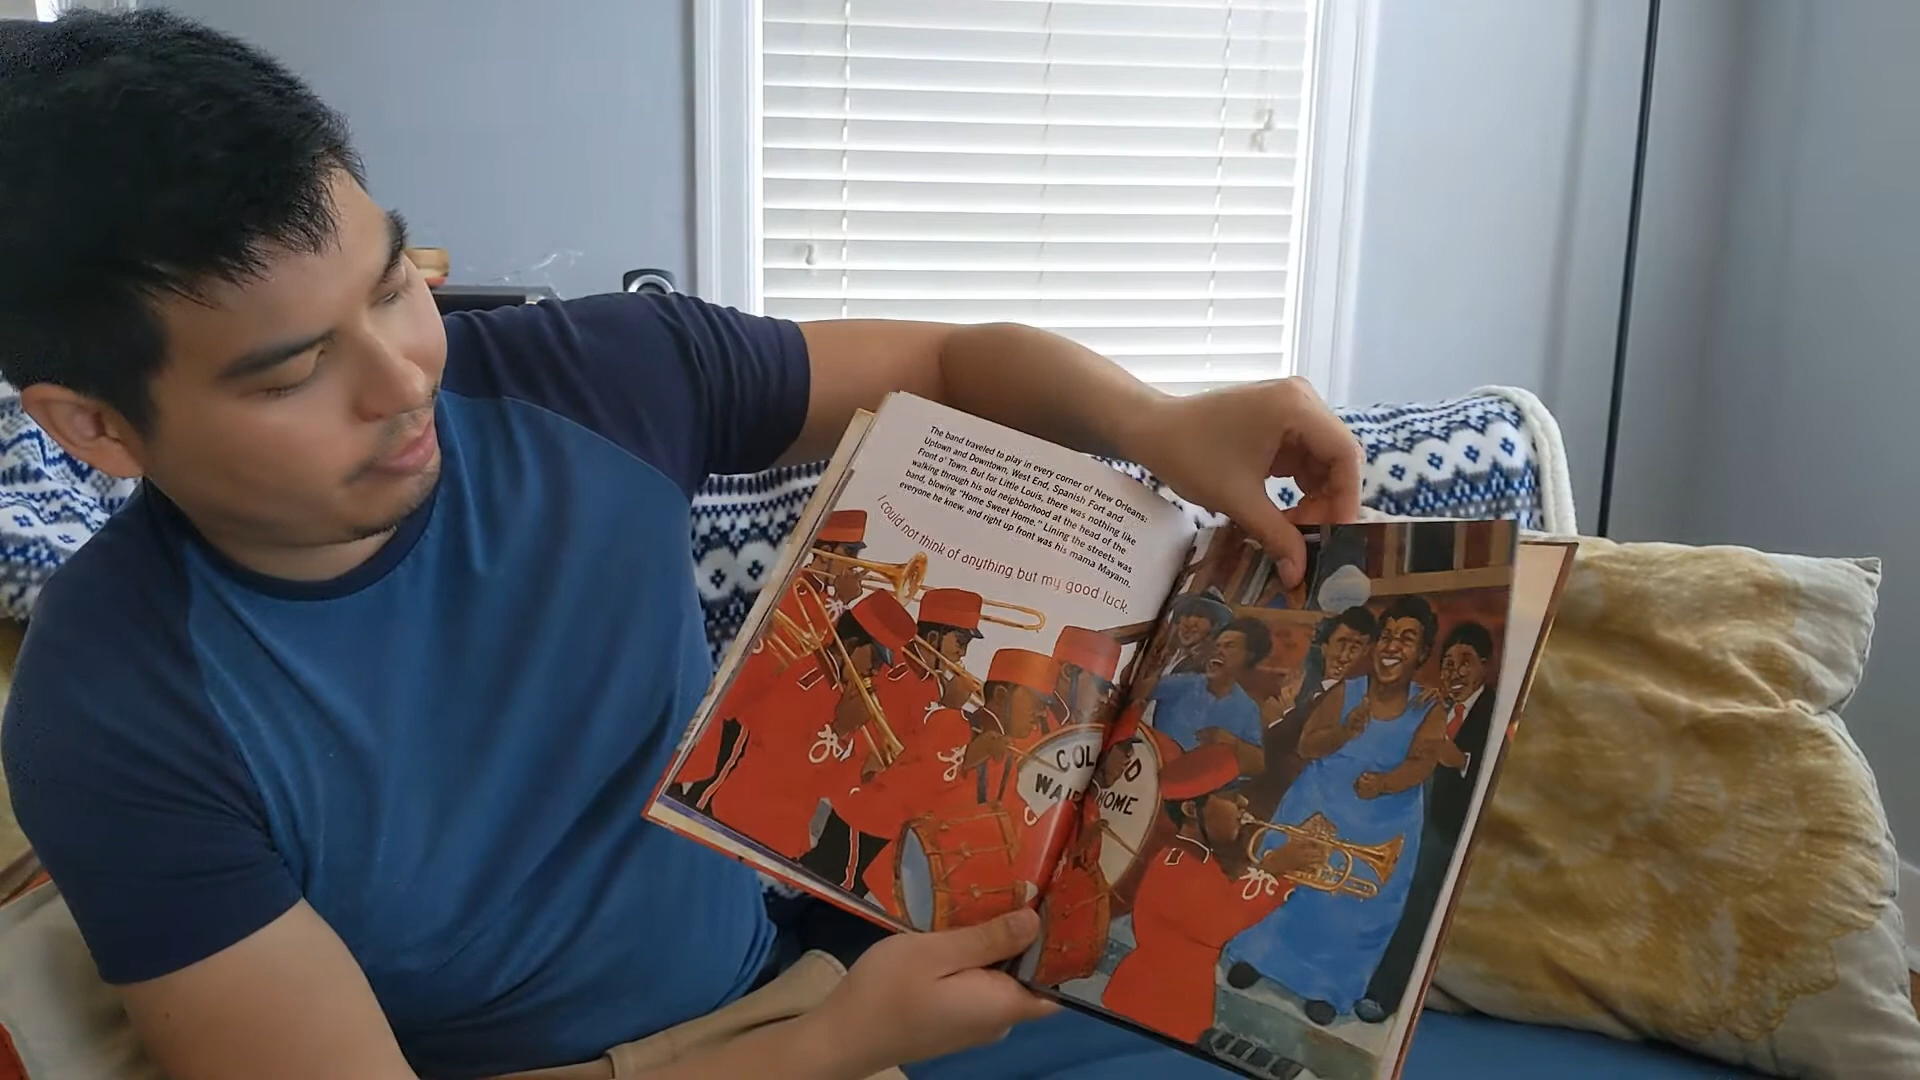 The band traveled to play in every corner of New Orleans:
Uptown and Downtown, West End, Spanish Fort and
Front o' Town. But for Little Louis, there was nothing like
walking through his old neighborhood at the head of the
band, blowing "Home Sweet Home." Lining the streets was
everyone he knew, and right up front was his mama Mayann.
I could not think of anything but my good luck.
COL D
WAI HOME